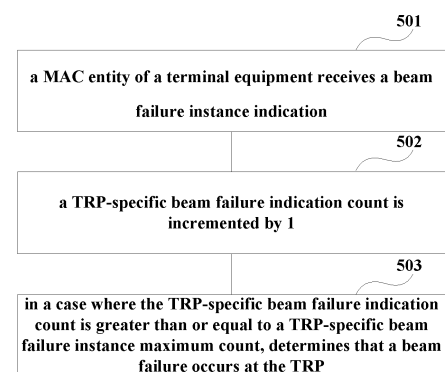 501
a MAC entity of a terminal equipment receives a beam
failure instance indication
502
a TRP-specific beam failure indication count is
incremented by 1
503
in a case where the TRP-specific beam failure indication
count is greater than or equal to a TRP-specific beam
failure instance maximum count, determines that a beam
failure occurs at the TRP